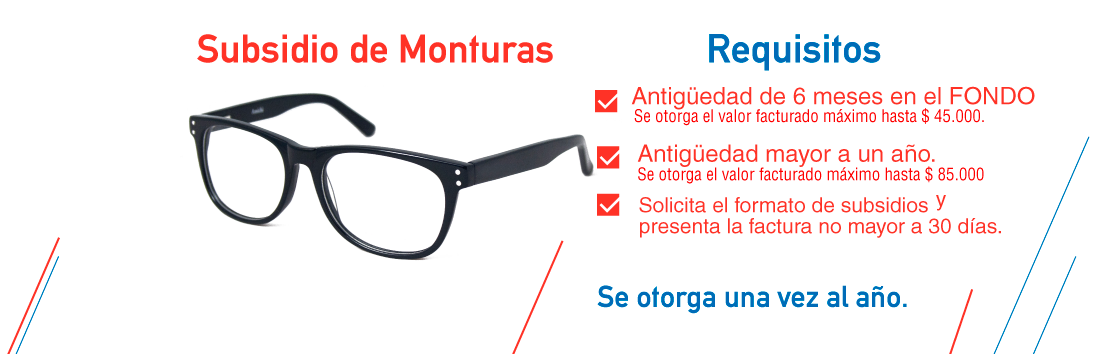 Subsidio de Monturas
Requisitos
Antigüedad de 6 meses en el FONDO
Se otorga el valor facturado máximo hasta $ 45.000.
Antigüedad mayor a un año.
Se otorga el valor facturado máximo hasta $ 85.000
Solicita el formato de subsidios y
presenta la factura no mayor a 30 días.
Se otorga una vez al año.